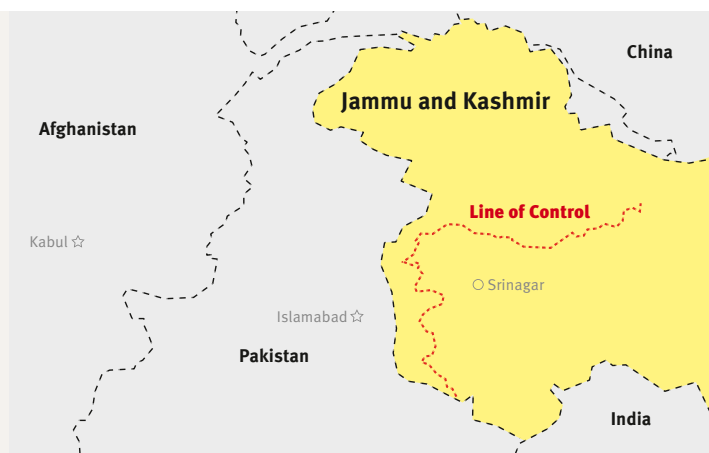 China
Jammu and Kashmir
Afghanistan
Line of Control
Kabul
Srinagar
Islamabad
Pakistan
India